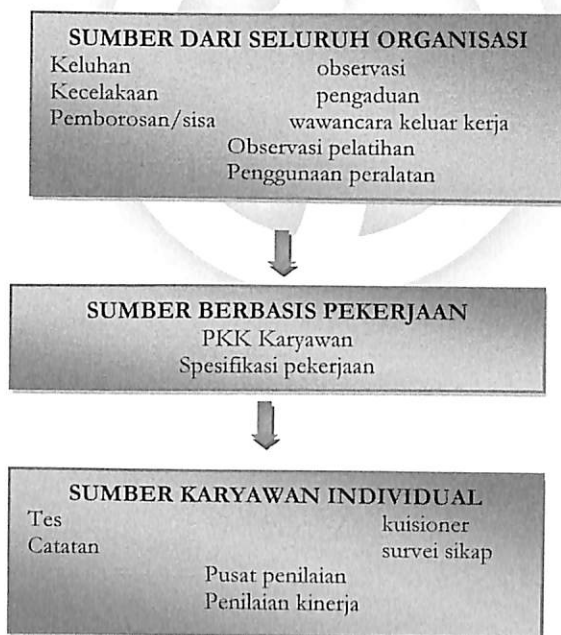 SUMBER DARI SELURUH ORGANISASI
Keluhan observasi
Kecelakaan pengaduan
Pemborosan/sisa wawancara keluar kerja
Observasi pelatihan
Penggunaan peralatan
SUMBER BERBASIS PEKERJAAN
PKK Karyawan
Spesifikasi pekerjaan
SUMBER KARYAWAN INDIVIDUAL
Tes kuisioner
Catatan survei sikap
Pusat penilaian
Penilaian kinerja